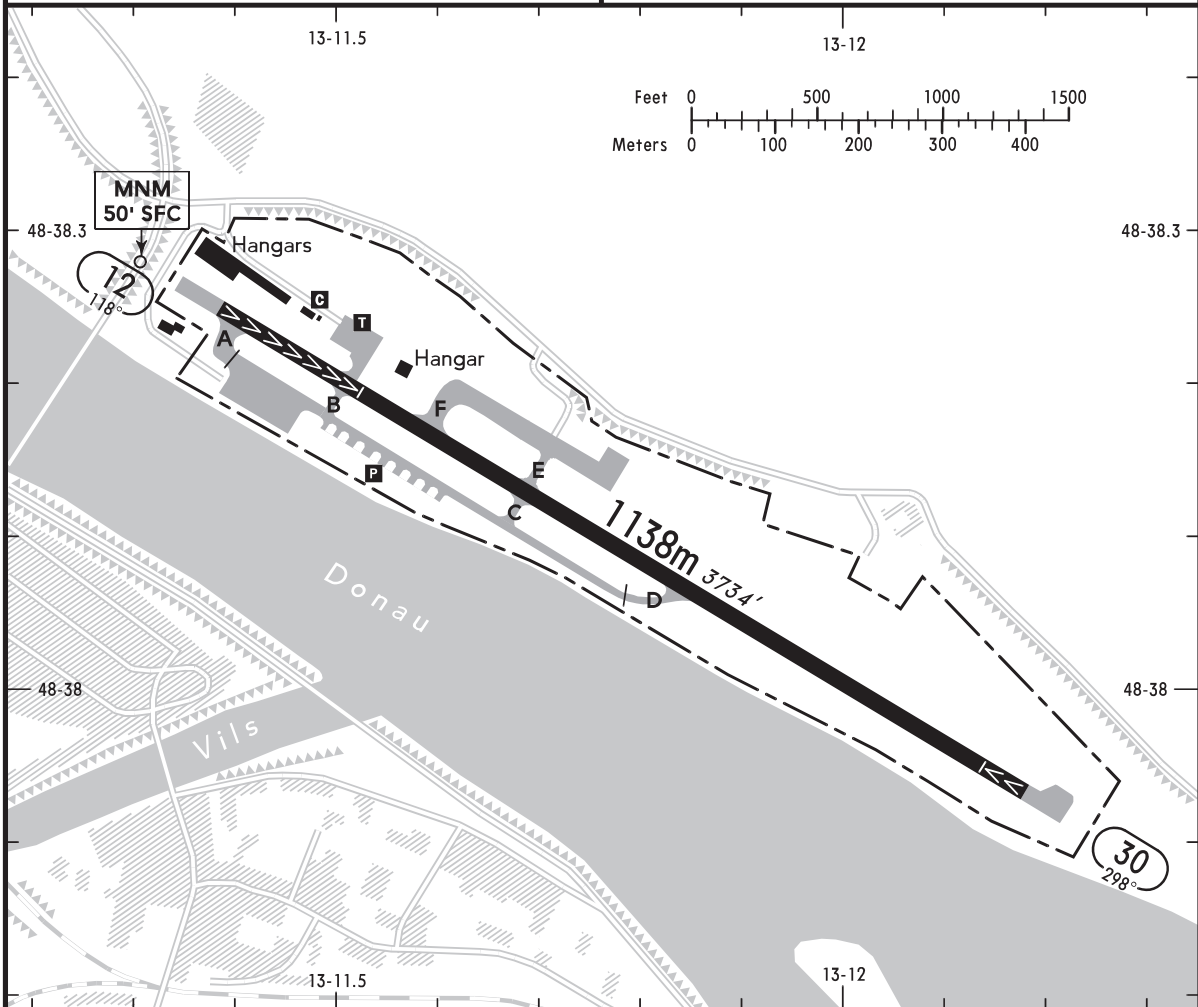 13-11.5
13-12
Feet 0 500 1000 1500
Meters 0 100 200 300 400
MNM
50' SFC
48-38.3
48-38.3
Hangars
12
118°
C
T
A
Hangar
B
F
P
E
C
1138m 3734'
D
Donau
48-38
48-38
Vils
30
298°
13-11.5
13-12